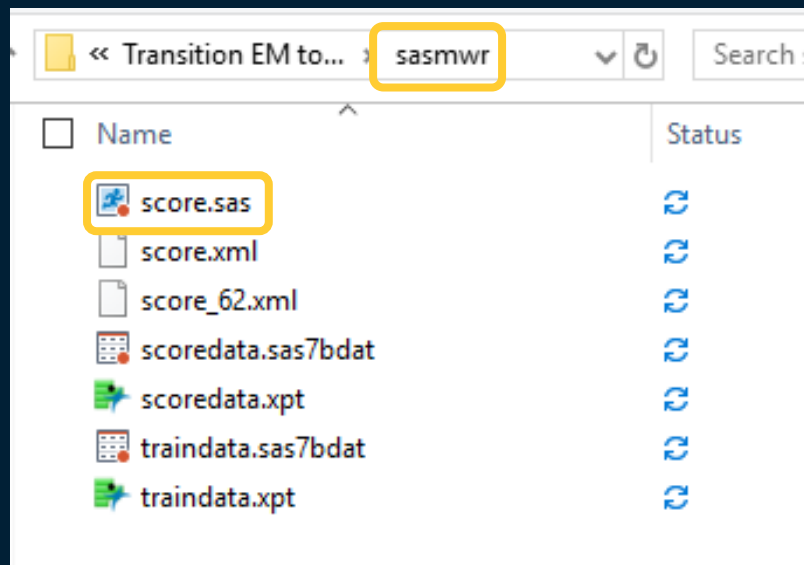 « Transition EM to... › sasmwr Search
Name Status
score.sas
score.xml
score_62.xml
scoredata.sas7bdat
scoredata.xpt
traindata.sas7bdat
traindata.xpt